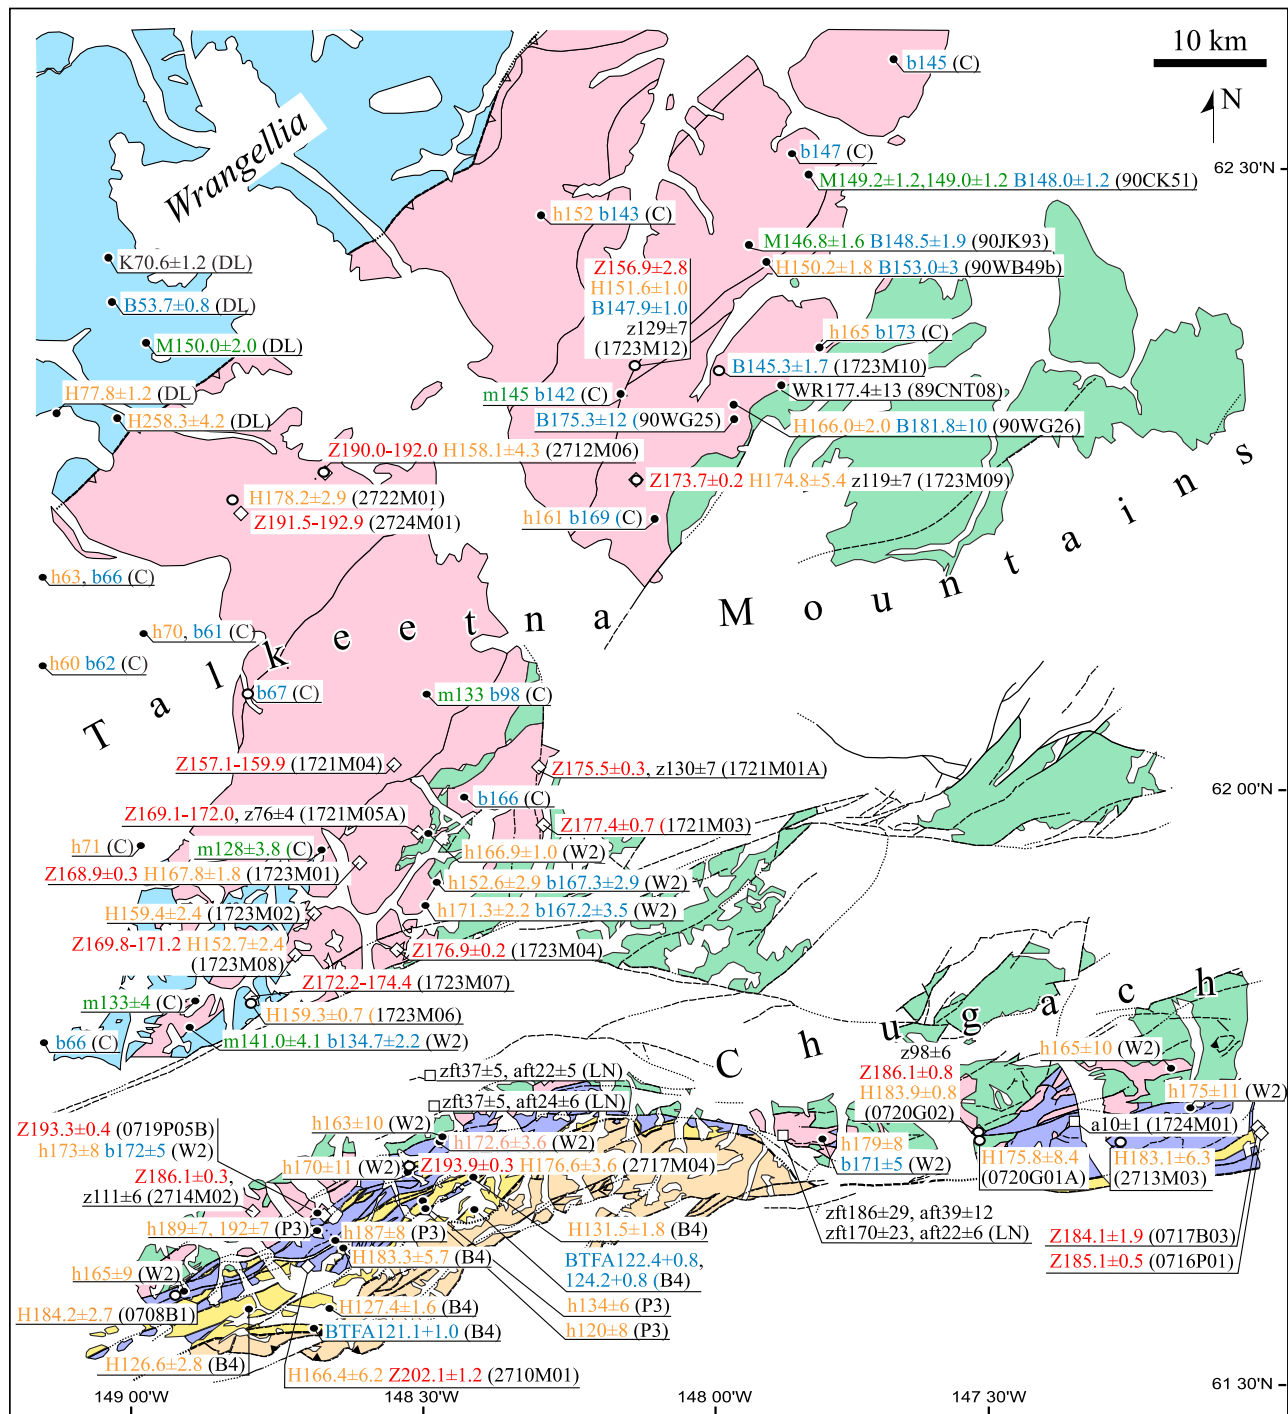 10 km
N
b145 (C)
b147 (C)
62 30'N
M149.2±1.2,149.0±1.2 B148.0±1.2 (90CK51)
Wrangellia
h152 b143 (C)
M146.8±1.6 B148.5±1.9 (90JK93)
H150.2±1.8 B153.0±3 (90WB49b)
K70.6±1.2 (DL)
Z156.9±2.8
H151.6±1.0
B147.9±1.0
z129±7
(1723M12)
B53.7±0.8 (DL)
M150.0±2.0 (DL)
h165 b173 (C)
B145.3±1.7 (1723M10)
H77.8±1.2 (DL)
m145 b142 (C)
WR177.4±13 (89CNT08)
H258.3±4.2 (DL)
B175.3±12 (90WG25)
H166.0±2.0 B181.8±10 (90WG26)
Z190.0-192.0 H158.1±4.3 (2712M06)
Z173.7±0.2 H174.8±5.4 z119±7 (1723M09)
H178.2±2.9 (2722M01)
Z191.5-192.9 (2724M01)
h161 b169 (C)
h63, b66 (C)
Talkeetna Mountains
h70, b61 (C)
h60 b62 (C)
b67 (C)
m133 b98 (C)
Z157.1-159.9 (1721M04)
Z175.5±0.3, z130±7 (1721M01A)
62 00'N
b166 (C)
Z169.1-172.0, z76±4 (1721M05A)
Z177.4±0.7 (1721M03)
h71 (C)
m128±3.8 (C)
h166.9±1.0 (W2)
Z168.9±0.3 H167.8±1.8 (1723M01)
h152.6±2.9 b167.3±2.9 (W2)
H159.4±2.4 (1723M02)
h171.3±2.2 b167.2±3.5 (W2)
Z169.8-171.2 H152.7±2.4
(1723M08)
Z176.9±0.2 (1723M04)
Z172.2-174.4 (1723M07)
m133±4 (C)
H159.3±0.7 (1723M06)
b66 (C)
m141.0±4.1 b134.7±2.2 (W2)
Chugach
zft37±5, aft22±5 (LN)
zft37±5, aft24±6 (LN)
z98±6
Z186.1±0.8
H183.9±0.8
(0720G02)
h165±10 (W2)
h175±11 (W2)
a10±1 (1724M01)
h163±10 (W2)
Z193.3±0.4 (0719P05B)
h173±8 b172±5 (W2)
h172.6±3.6 (W2)
h179±8
b171±5 (W2)
h170±11 (W2)
Z193.9±0.3 H176.6±3.6 (2717M04)
H175.8±8.4
(0720G01A)
H183.1±6.3
(2713M03)
Z186.1±0.3,
z111±6 (2714M02)
h189±7, 192±7 (P3)
h187±8 (P3)
H131.5±1.8 (B4)
zft186±29, aft39±12
zft170±23, aft22±6 (LN)
Z184.1±1.9 (0717B03)
Z185.1±0.5 (0716P01)
H183.3±5.7 (B4)
BTFA122.4+0.8,
124.2+0.8 (B4)
h165±9 (W2)
H184.2±2.7 (0708B1)
H127.4±1.6 (B4)
h134±6 (P3)
BTFA121.1+1.0 (B4)
h120±8 (P3)
H126.6±2.8 (B4)
H166.4±6.2 Z202.1±1.2 (2710M01)
61 30'N
149 00'W
148 30'W
148 00'W
147 30'W